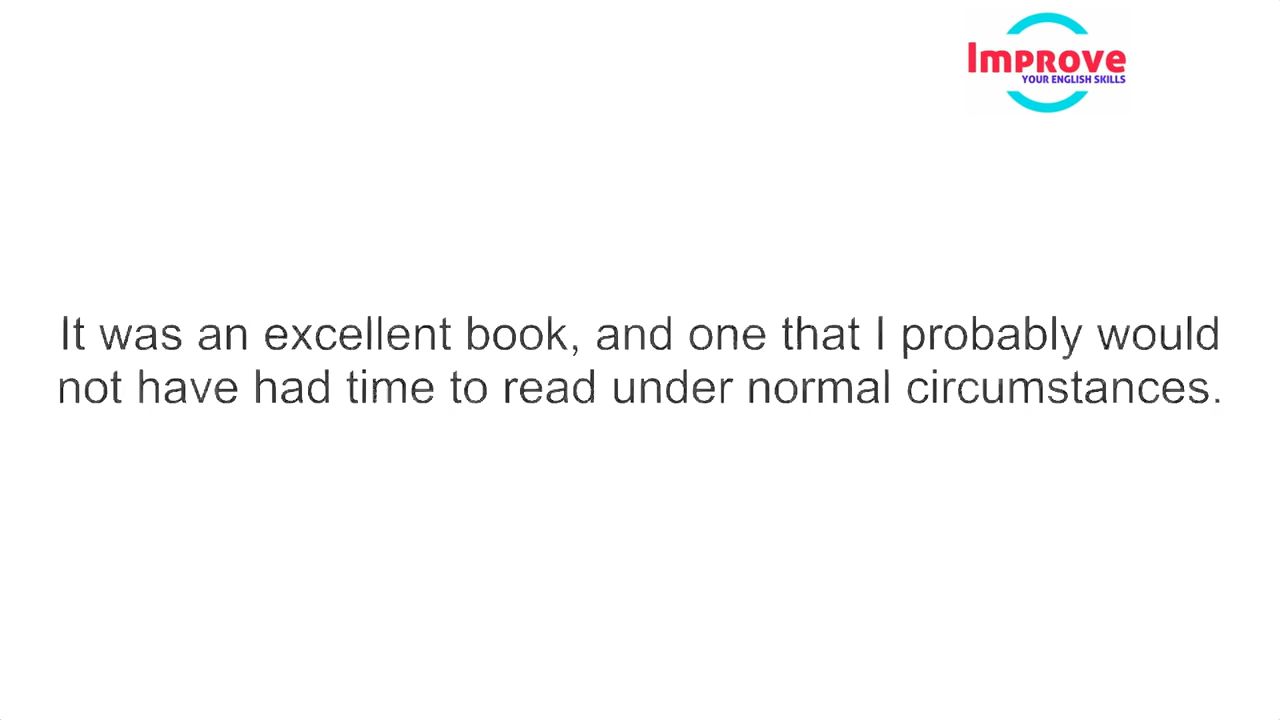 Improve
YOUR ENGLISH SKILLS
It was an excellent book, and one that I probably would
not have had time to read under normal circumstances.